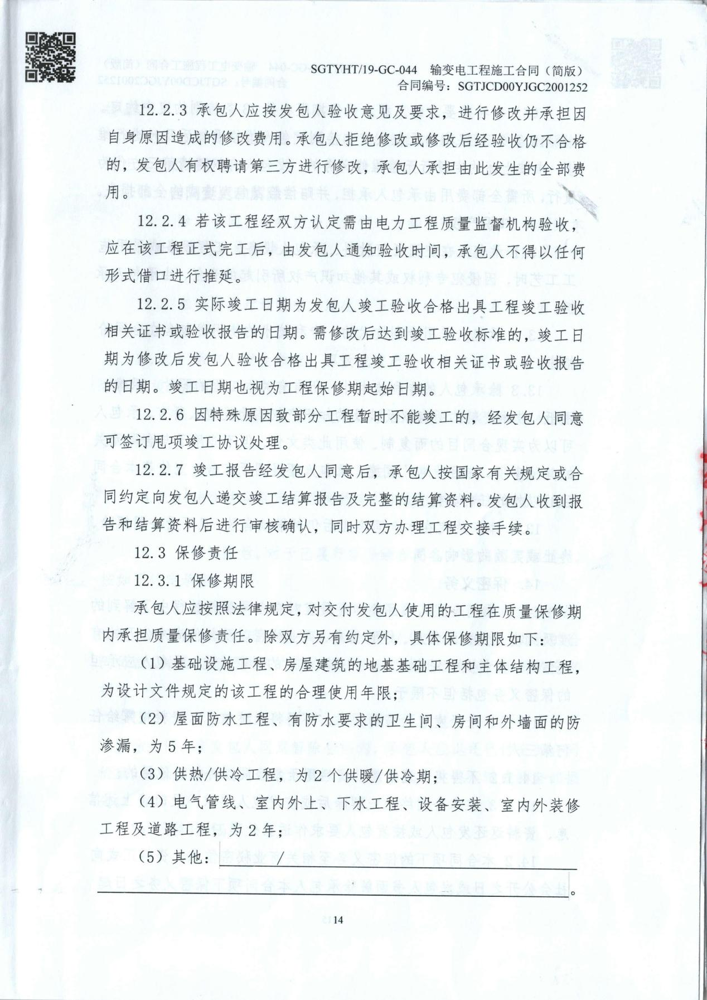 SGTYHT/19-GC-044 输变电工程施工合同（简版）
合同编号：SGTJCD00YJGC2001252
12.2.3 承包人应按发包人验收意见及要求，进行修改并承担因
自身原因造成的修改费用。承包人拒绝修改或修改后经验收仍不合格
的，发包人有权聘请第三方进行修改，承包人承担由此发生的全部费
用。
12.2.4 若该工程经双方认定需由电力工程质量监督机构验收，
应在该工程正式完工后，由发包人通知验收时间，承包人不得以任何
形式借口进行推延。
12.2.5 实际竣工日期为发包人竣工验收合格出具工程竣工验收
相关证书或验收报告的日期。需修改后达到竣工验收标准的，竣工日
期为修改后发包人验收合格出具工程竣工验收相关证书或验收报告
的日期。竣工日期也视为工程保修期起始日期。
12.2.6 因特殊原因致部分工程暂时不能竣工的，经发包人同意
可签订甩项竣工协议处理。
12.2.7 竣工报告经发包人同意后，承包人按国家有关规定或合
同约定向发包人递交竣工结算报告及完整的结算资料。发包人收到报
告和结算资料后进行审核确认，同时双方办理工程交接手续。
12.3 保修责任
12.3.1 保修期限
承包人应按照法律规定，对交付发包人使用的工程在质量保修期
内承担质量保修责任。除双方另有约定外，具体保修期限如下：
（1）基础设施工程、房屋建筑的地基基础工程和主体结构工程，
为设计文件规定的该工程的合理使用年限；
（2）屋面防水工程、有防水要求的卫生间、房间和外墙面的防
渗漏，为 5 年；
（3）供热/供冷工程，为 2 个供暖/供冷期；
（4）电气管线、室内外上、下水工程、设备安装、室内外装修
工程及道路工程，为 2 年；
（5）其他： /
。
14